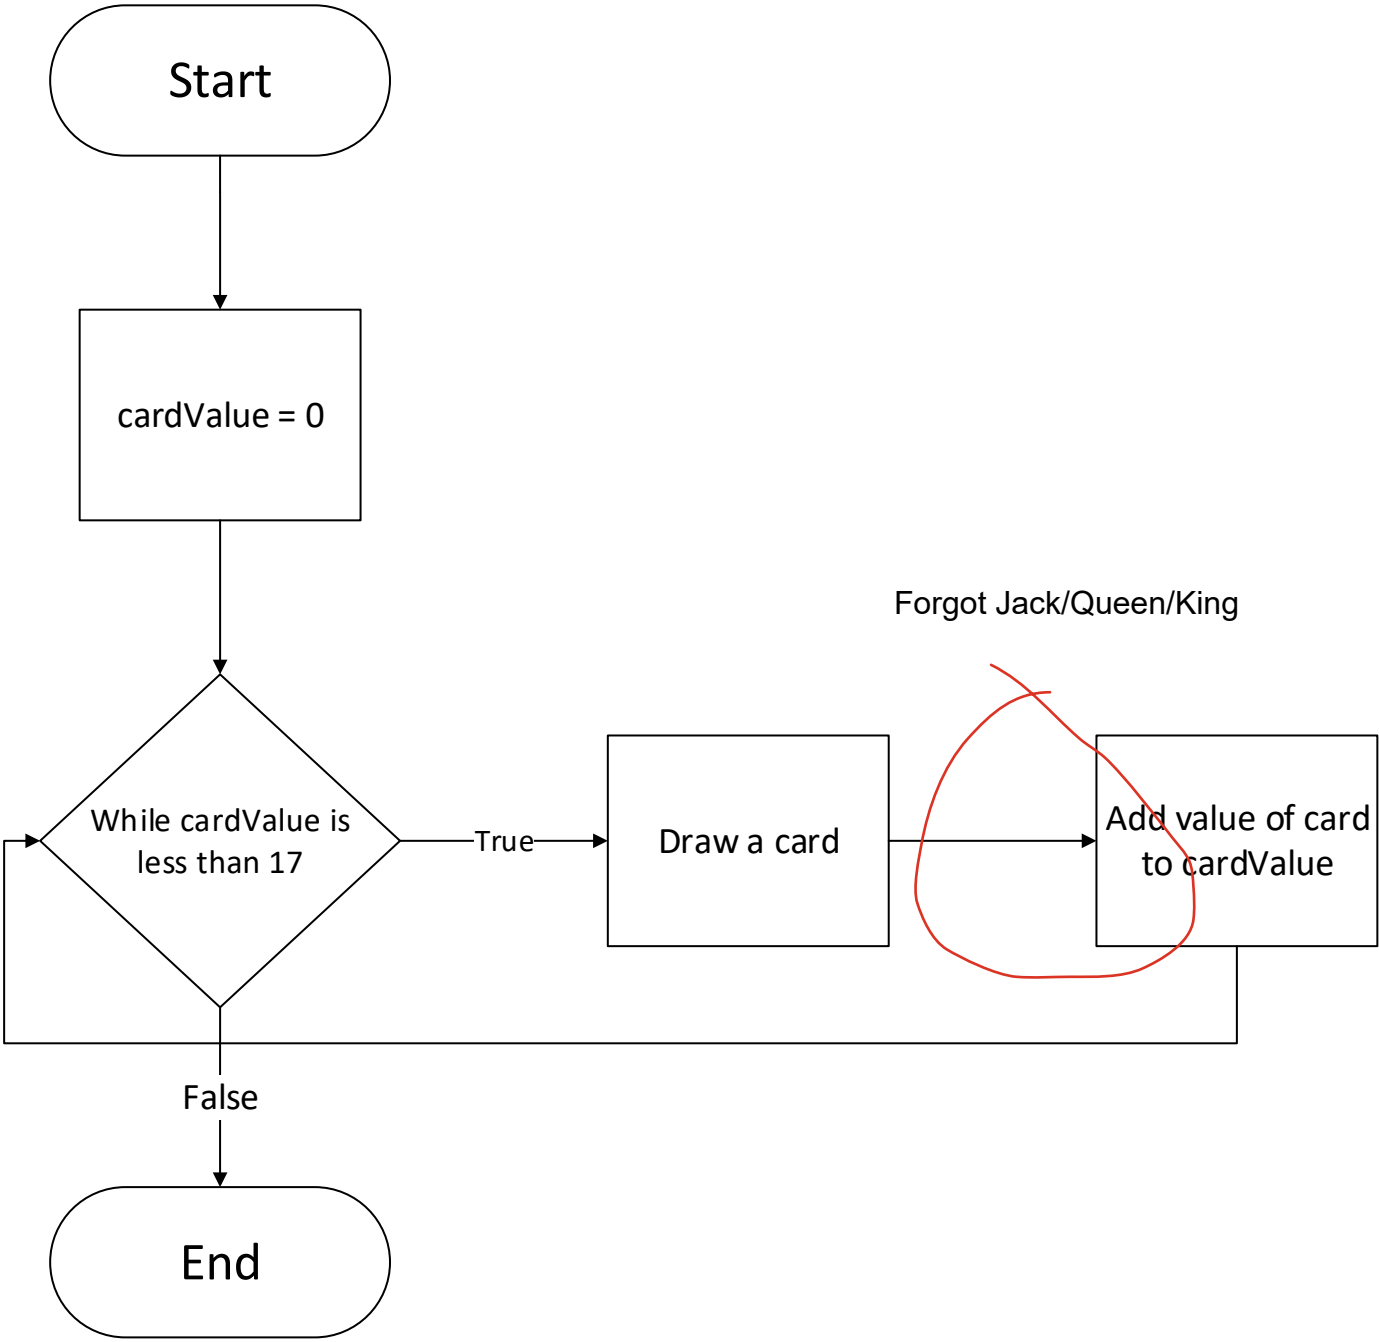 Start
cardValue = 0
Forgot Jack/Queen/King
While cardValue is
less than 17
True
Draw a card
Add value of card
to cardValue
False
End